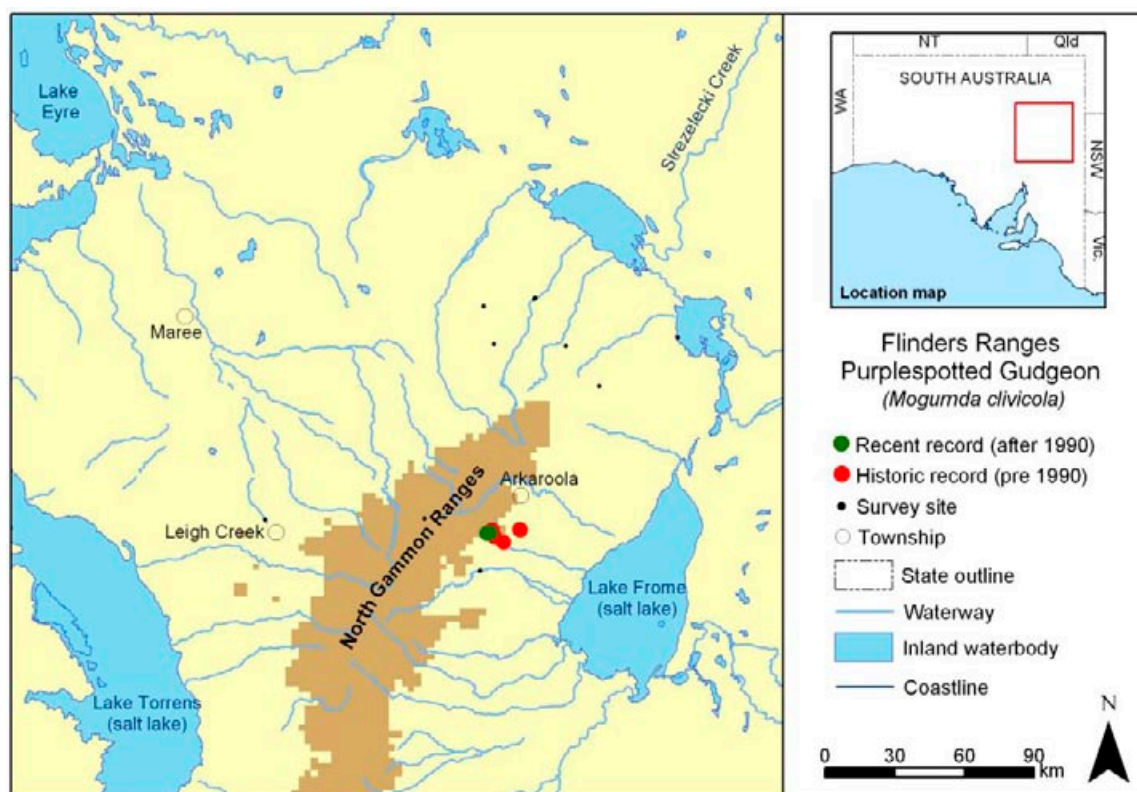 Lake
Eyre
Strezelecki Creek
Maree
Arkaroola
Leigh Creek
North Gammon Ranges
Lake Frome
(salt lake)
Lake Torrens
(salt lake)
NT
Qld
SOUTH AUSTRALIA
WA
NSW
Vic.
Location map
Flinders Ranges
Purplespotted Gudgeon
(Mogurnda clivicola)
Recent record (after 1990)
Historic record (pre 1990)
Survey site
Township
State outline
Waterway
Inland waterbody
Coastline
N
0 30 60 90
km